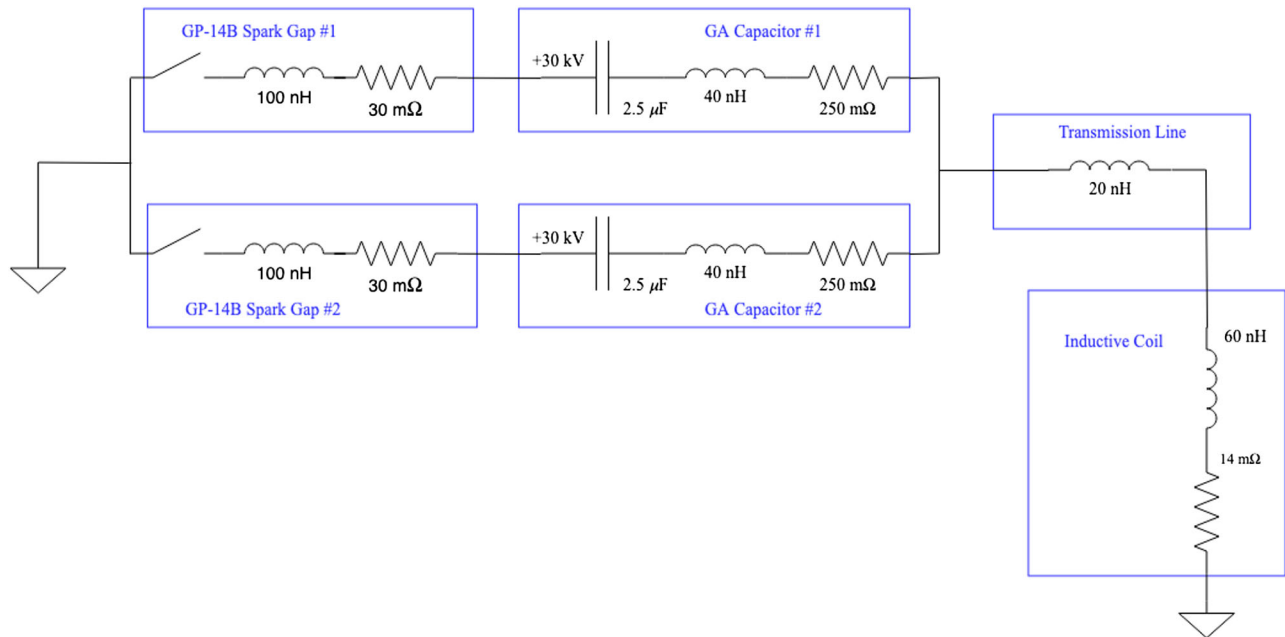 GP-14B Spark Gap #1
100 nH
30 mΩ
GA Capacitor #1
+30 kV
2.5 μF
40 nH
250 mΩ
Transmission Line
20 nH
100 nH
30 mΩ
GP-14B Spark Gap #2
+30 kV
2.5 μF
40 nH
250 mΩ
GA Capacitor #2
Inductive Coil
60 nH
14 mΩ